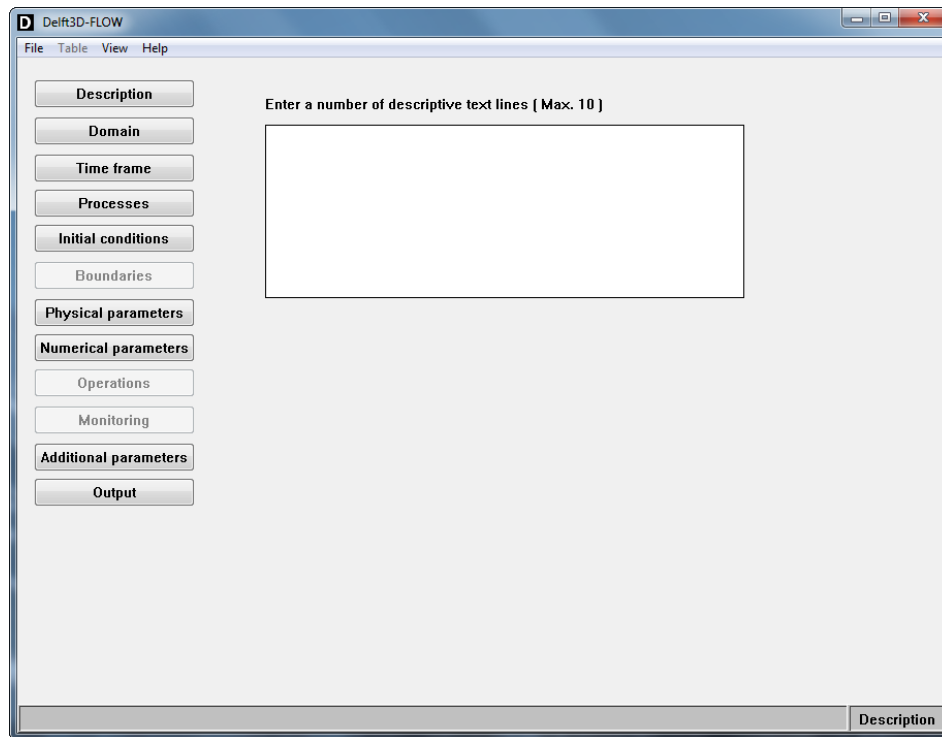 D Delft3D-FLOW
File Table View Help
Description
Enter a number of descriptive text lines ( Max. 10 )
Domain
Time frame
Processes
Initial conditions
Boundaries
Physical parameters
Numerical parameters
Operations
Monitoring
Additional parameters
Output
Description